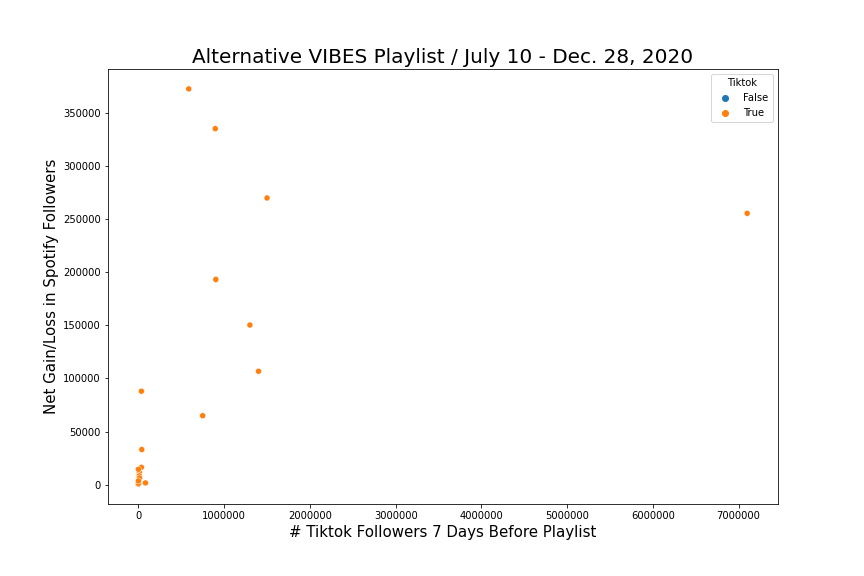 Alternative VIBES Playlist / July 10 - Dec. 28, 2020
Tiktok
False
True
Net Gain/Loss in Spotify Followers
350000
300000
250000
200000
150000
100000
50000
0
0 1000000 2000000 3000000 4000000 5000000 6000000 7000000
# Tiktok Followers 7 Days Before Playlist